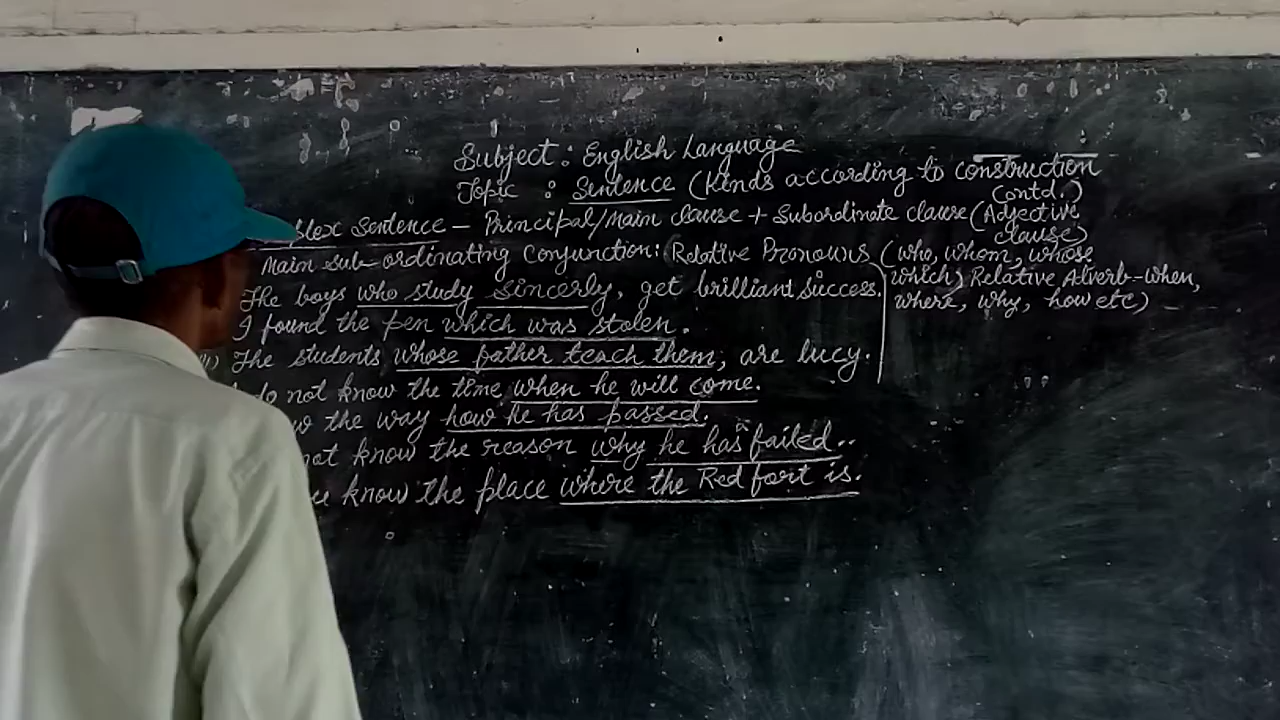 Subject : English Language
Topic : Sentence (Kinds according to construction
Contd.)
plex Sentence – Principal/Main clause + Subordinate clause (Adjective
clause)
Main sub-ordinating Conjunction: Relative Pronouns (who, whom, whose
which) Relative Adverb-when,
where, why, how etc) –
The boys who study sincerly, get brilliant success.
I found the pen which was stolen.
The students whose father teach them, are lucy.
do not know the time when he will come.
the way how he has passed.
not know the reason why he has failed..
know the place where the Red fort is.